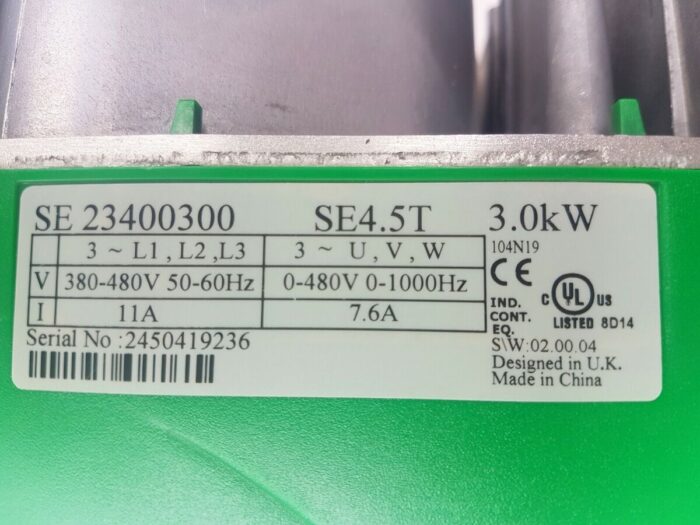 SE 23400300 SE4.5T 3.0kW
104N19
3 ~ L1 , L2 ,L3 3 ~ U , V , W
V 380-480V 50-60Hz 0-480V 0-1000Hz
I 11A 7.6A
CE
IND.
CONT.
EQ.
C UL US
LISTED 8D14
Serial No :2450419236
S\W:02.00.04
Designed in U.K.
Made in China